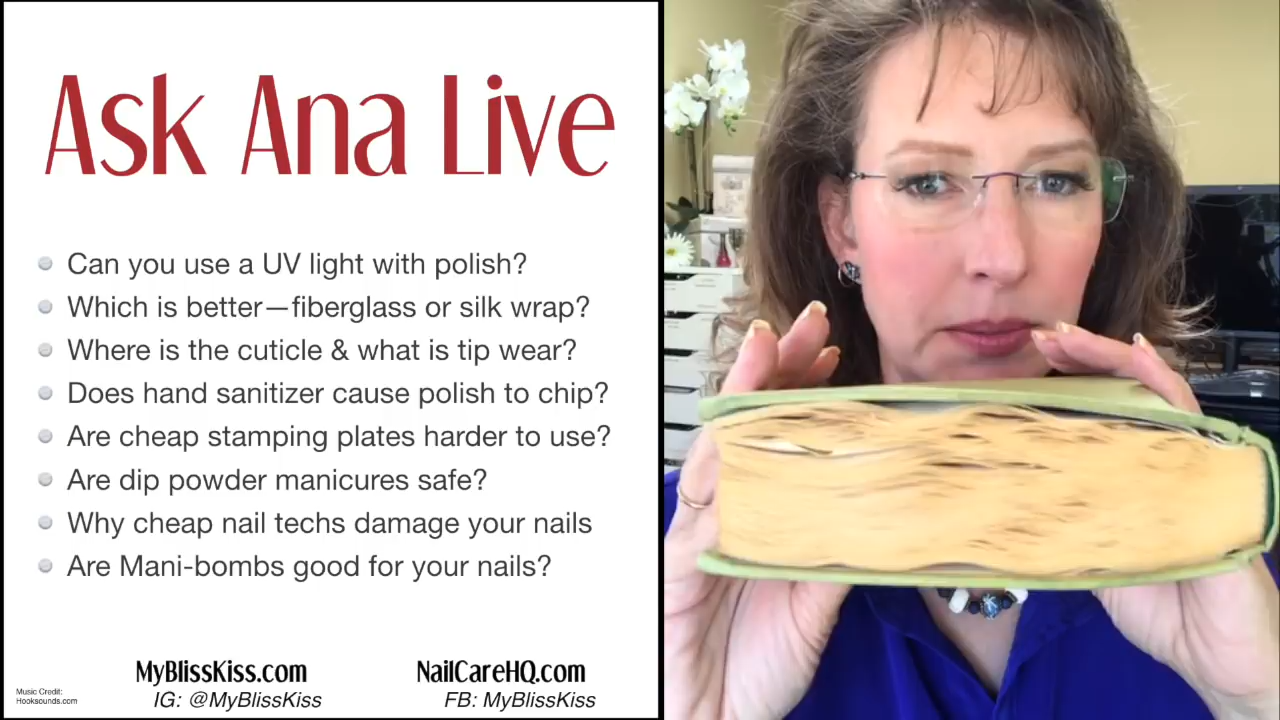 Ask Ana Live
Can you use a UV light with polish?
Which is better—fiberglass or silk wrap?
Where is the cuticle & what is tip wear?
Does hand sanitizer cause polish to chip?
Are cheap stamping plates harder to use?
Are dip powder manicures safe?
Why cheap nail techs damage your nails
Are Mani-bombs good for your nails?
MyBlissKiss.com
IG: @MyBlissKiss
NailCareHQ.com
FB: MyBlissKiss
Music Credit:
Hooksounds.com